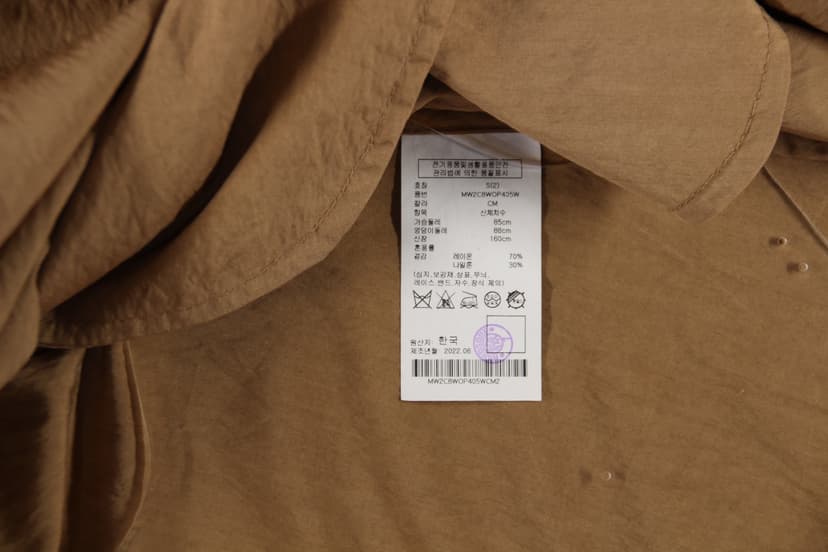 전기용품및생활용품안전
관리법에 의한 품질표시
호칭 S(2)
품번 MW2CBWOP405W
칼라 CM
항목 신체치수
가슴둘레 85cm
엉덩이둘레 88cm
신장 160cm
혼용률
겉감 레이온 70%
나일론 30%
(심지,보강재,상표,무늬,
레이스,밴드,자수,장식 제외)
원산지: 한국
제조년월 2022.06
MW2CBWOP405WCM2